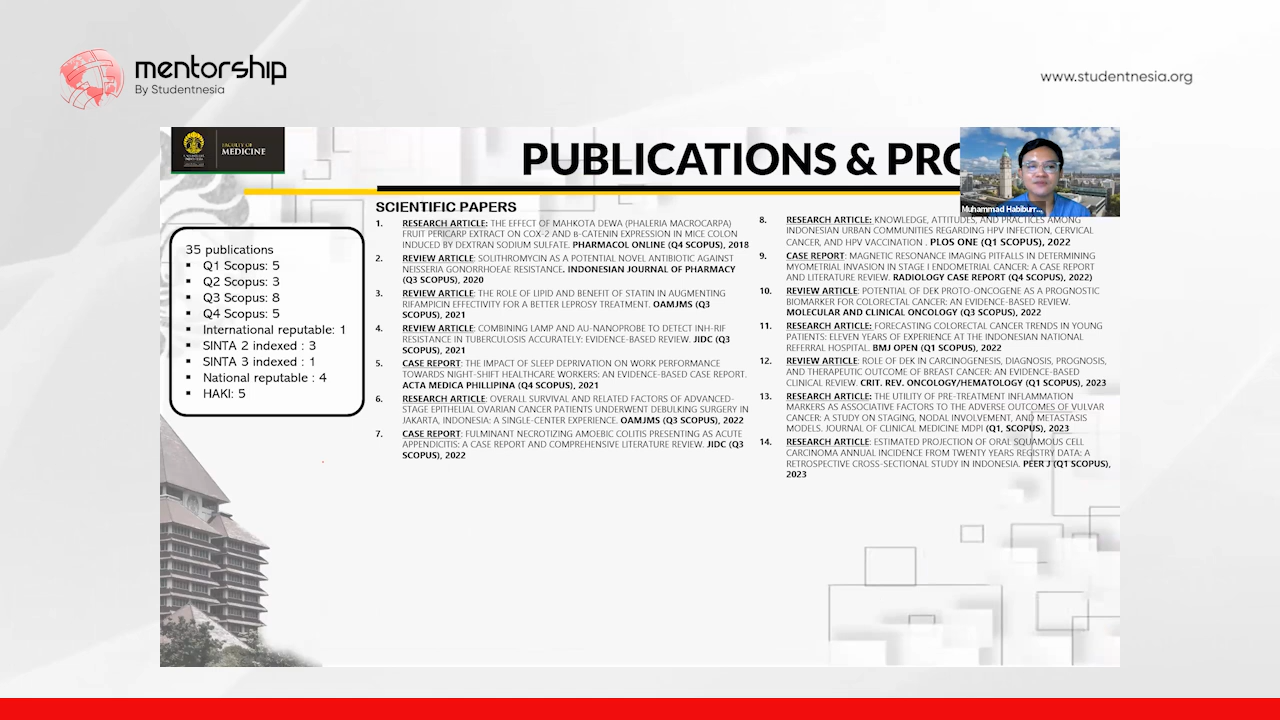 mentorship
By Studentnesia
www.studentnesia.org
FACULTY OF
MEDICINE
PUBLICATIONS & PRO
Muhammad Habiburr...
35 publications
▪ Q1 Scopus: 5
▪ Q2 Scopus: 3
▪ Q3 Scopus: 8
▪ Q4 Scopus: 5
▪ International reputable: 1
▪ SINTA 2 indexed : 3
▪ SINTA 3 indexed : 1
▪ National reputable : 4
▪ HAKI: 5
SCIENTIFIC PAPERS
1. RESEARCH ARTICLE: THE EFFECT OF MAHKOTA DEWA (PHALERIA MACROCARPA)
FRUIT PERICARP EXTRACT ON COX-2 AND β-CATENIN EXPRESSION IN MICE COLON
INDUCED BY DEXTRAN SODIUM SULFATE. PHARMACOL ONLINE (Q4 SCOPUS), 2018
2. REVIEW ARTICLE: SOLITHROMYCIN AS A POTENTIAL NOVEL ANTIBIOTIC AGAINST
NEISSERIA GONORRHOEAE RESISTANCE. INDONESIAN JOURNAL OF PHARMACY
(Q3 SCOPUS), 2020
3. REVIEW ARTICLE: THE ROLE OF LIPID AND BENEFIT OF STATIN IN AUGMENTING
RIFAMPICIN EFFECTIVITY FOR A BETTER LEPROSY TREATMENT. OAMJMS (Q3
SCOPUS), 2021
4. REVIEW ARTICLE: COMBINING LAMP AND AU-NANOPROBE TO DETECT INH-RIF
RESISTANCE IN TUBERCULOSIS ACCURATELY: EVIDENCE-BASED REVIEW. JIDC (Q3
SCOPUS), 2021
5. CASE REPORT: THE IMPACT OF SLEEP DEPRIVATION ON WORK PERFORMANCE
TOWARDS NIGHT-SHIFT HEALTHCARE WORKERS: AN EVIDENCE-BASED CASE REPORT.
ACTA MEDICA PHILLIPINA (Q4 SCOPUS), 2021
6. RESEARCH ARTICLE: OVERALL SURVIVAL AND RELATED FACTORS OF ADVANCED-
STAGE EPITHELIAL OVARIAN CANCER PATIENTS UNDERWENT DEBULKING SURGERY IN
JAKARTA, INDONESIA: A SINGLE-CENTER EXPERIENCE. OAMJMS (Q3 SCOPUS), 2022
7. CASE REPORT: FULMINANT NECROTIZING AMOEBIC COLITIS PRESENTING AS ACUTE
APPENDICITIS: A CASE REPORT AND COMPREHENSIVE LITERATURE REVIEW. JIDC (Q3
SCOPUS), 2022
8. RESEARCH ARTICLE: KNOWLEDGE, ATTITUDES, AND PRACTICES AMONG
INDONESIAN URBAN COMMUNITIES REGARDING HPV INFECTION, CERVICAL
CANCER, AND HPV VACCINATION . PLOS ONE (Q1 SCOPUS), 2022
9. CASE REPORT: MAGNETIC RESONANCE IMAGING PITFALLS IN DETERMINING
MYOMETRIAL INVASION IN STAGE I ENDOMETRIAL CANCER: A CASE REPORT
AND LITERATURE REVIEW. RADIOLOGY CASE REPORT (Q4 SCOPUS), 2022)
10. REVIEW ARTICLE: POTENTIAL OF DEK PROTO-ONCOGENE AS A PROGNOSTIC
BIOMARKER FOR COLORECTAL CANCER: AN EVIDENCE-BASED REVIEW.
MOLECULAR AND CLINICAL ONCOLOGY (Q3 SCOPUS), 2022
11. RESEARCH ARTICLE: FORECASTING COLORECTAL CANCER TRENDS IN YOUNG
PATIENTS: ELEVEN YEARS OF EXPERIENCE AT THE INDONESIAN NATIONAL
REFERRAL HOSPITAL. BMJ OPEN (Q1 SCOPUS), 2022
12. REVIEW ARTICLE: ROLE OF DEK IN CARCINOGENESIS, DIAGNOSIS, PROGNOSIS,
AND THERAPEUTIC OUTCOME OF BREAST CANCER: AN EVIDENCE-BASED
CLINICAL REVIEW. CRIT. REV. ONCOLOGY/HEMATOLOGY (Q1 SCOPUS), 2023
13. RESEARCH ARTICLE: THE UTILITY OF PRE-TREATMENT INFLAMMATION
MARKERS AS ASSOCIATIVE FACTORS TO THE ADVERSE OUTCOMES OF VULVAR
CANCER: A STUDY ON STAGING, NODAL INVOLVEMENT, AND METASTASIS
MODELS. JOURNAL OF CLINICAL MEDICINE MDPI (Q1, SCOPUS), 2023
14. RESEARCH ARTICLE: ESTIMATED PROJECTION OF ORAL SQUAMOUS CELL
CARCINOMA ANNUAL INCIDENCE FROM TWENTY YEARS REGISTRY DATA: A
RETROSPECTIVE CROSS-SECTIONAL STUDY IN INDONESIA. PEER J (Q1 SCOPUS),
2023